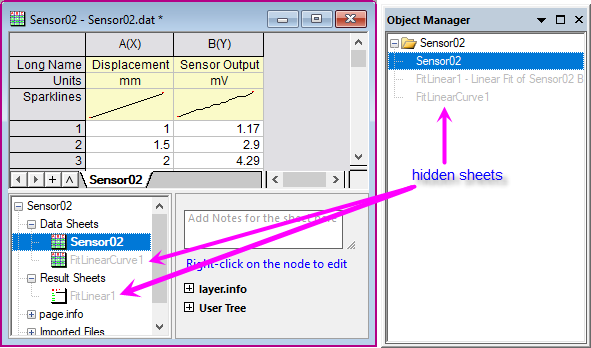 Sensor02 - Sensor02.dat *
A(X) B(Y)
Long Name Displacement Sensor Output
Units mm mV
Sparklines
1 1 1.17
2 1.5 2.9
3 2 4.29
Sensor02
Sensor02
Data Sheets
Sensor02
FitLinearCurve1
Result Sheets
FitLinear1
page.info
Imported Files
Add Notes for the sheet here
Right-click on the node to edit
layer.info
User Tree
Object Manager
Sensor02
Sensor02
FitLinear1 - Linear Fit of Sensor02 B
FitLinearCurve1
hidden sheets